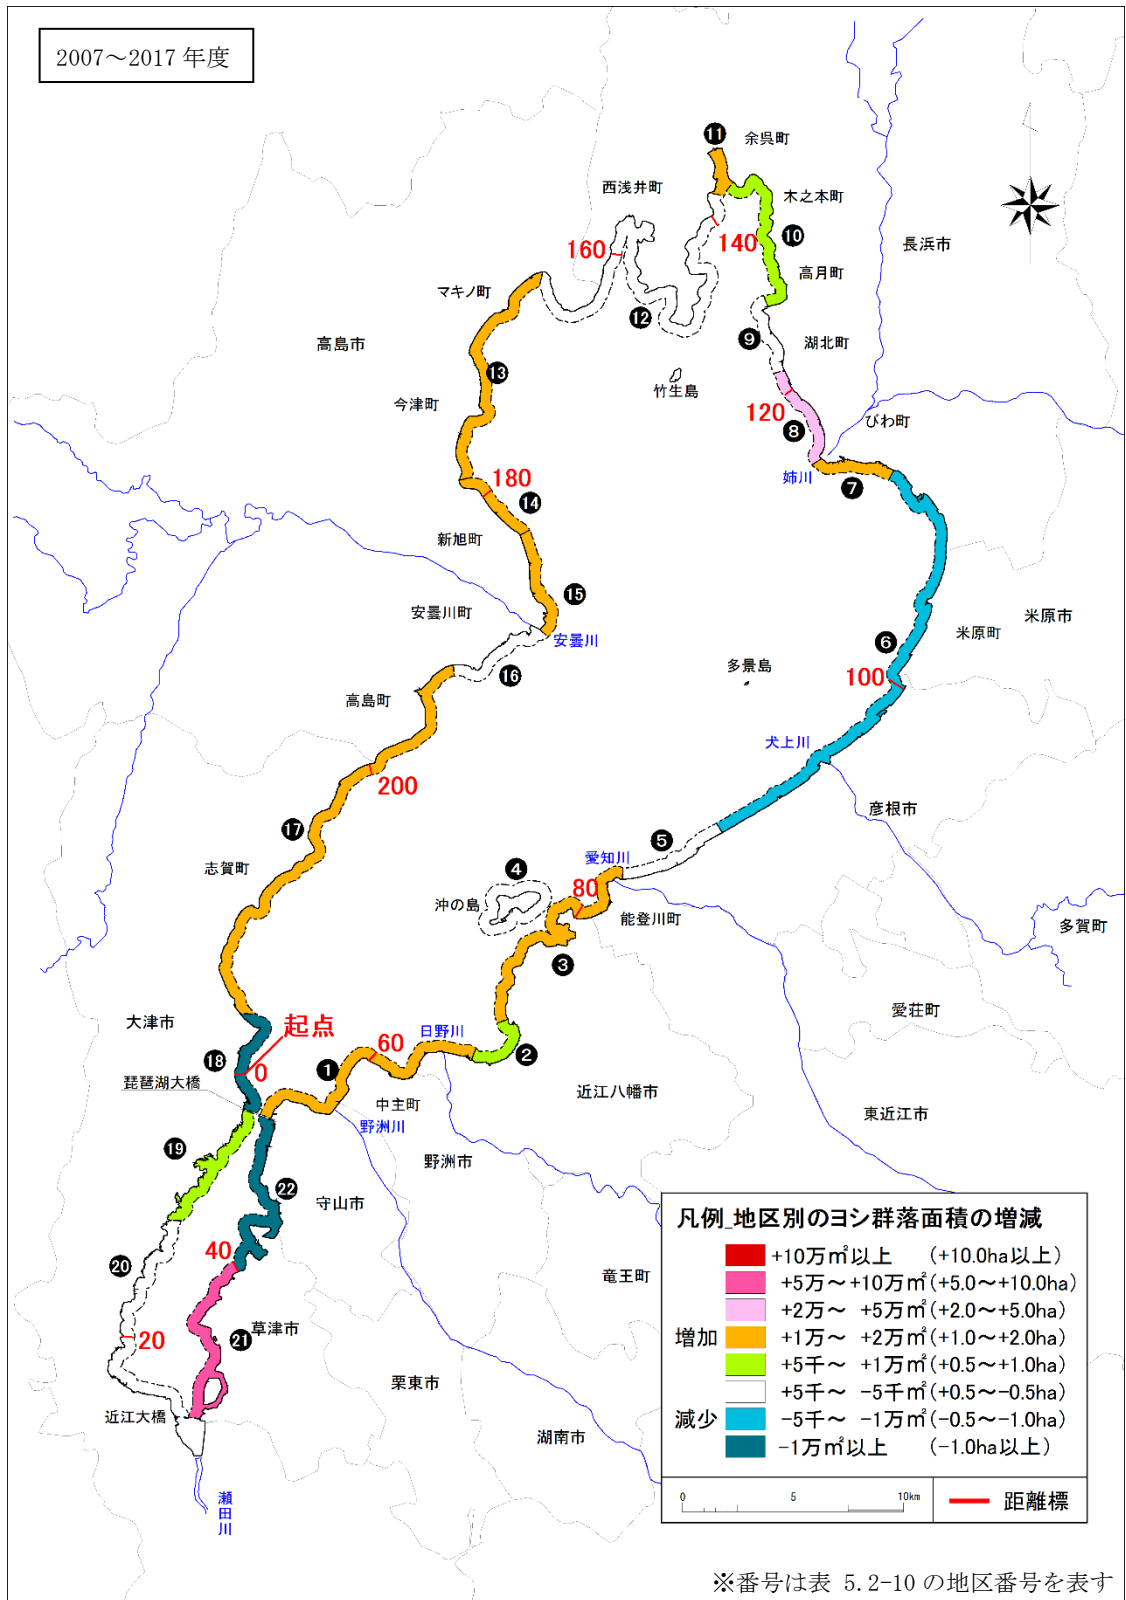 2007～2017 年度
⓫
余呉町
西浅井町
木之本町
140
❿
長浜市
160
高月町
マキノ町
⓬
❾
湖北町
高島市
竹生島
⓭
今津町
120
びわ町
❽
姉川
❼
180
⓮
新旭町
⓯
安曇川町
安曇川
米原市
米原町
❻
⓰
多景島
100
高島町
犬上川
200
彦根市
⓱
❺
志賀町
愛知川
❹
80
沖の島
能登川町
多賀町
❸
愛荘町
大津市
起点
日野川
60
❷
⓲
0
❶
琵琶湖大橋
中主町
近江八幡市
東近江市
野洲川
⓳
野洲市
⓴
㉒
守山市
40
竜王町
20
㉑
草津市
栗東市
近江大橋
湖南市
瀬田川
凡例_地区別のヨシ群落面積の増減
+10万㎡以上 (+10.0ha以上)
+5万～+10万㎡(+5.0～+10.0ha)
+2万～ +5万㎡(+2.0～+5.0ha)
増加 +1万～ +2万㎡(+1.0～+2.0ha)
+5千～ +1万㎡(+0.5～+1.0ha)
+5千～ -5千㎡(+0.5～-0.5ha)
減少 -5千～ -1万㎡(-0.5～-1.0ha)
-1万㎡以上 (-1.0ha以上)
0 5 10km
距離標
※番号は表 5.2-10 の地区番号を表す